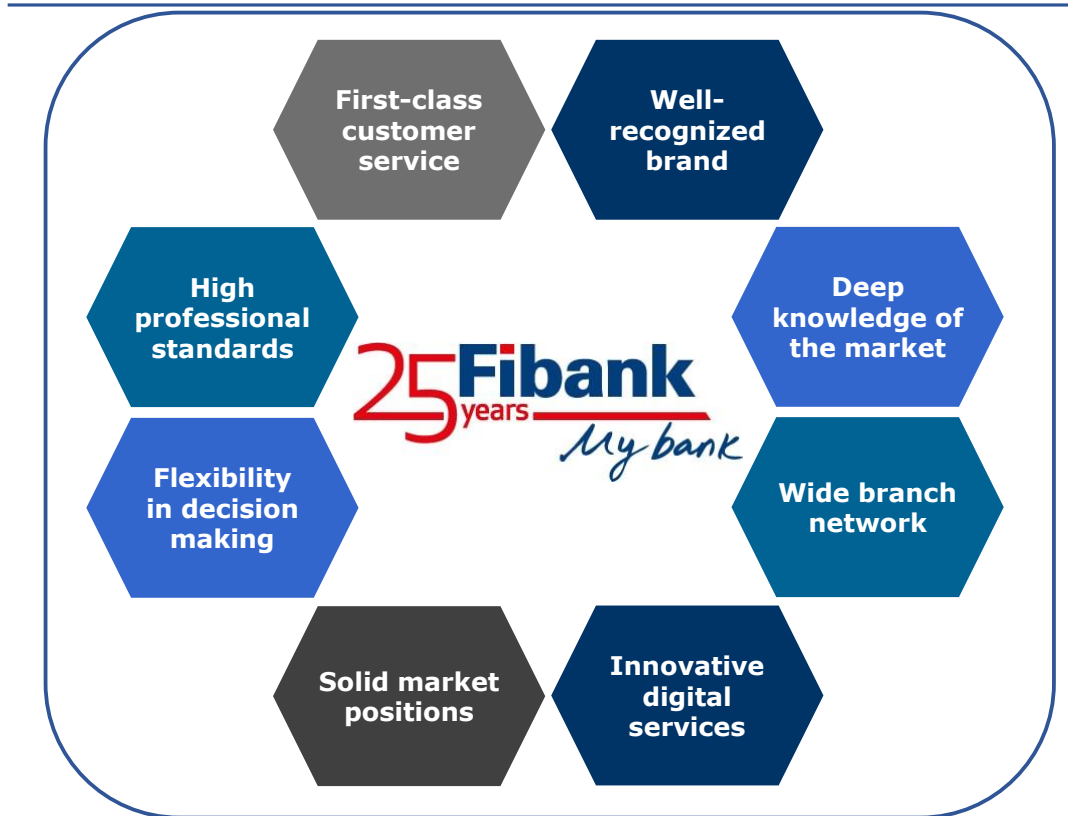 First-class
customer
service
Well-
recognized
brand
High
professional
standards
Deep
knowledge of
the market
25 Fibank
years
My bank
Flexibility
in decision
making
Wide branch
network
Solid market
positions
Innovative
digital
services